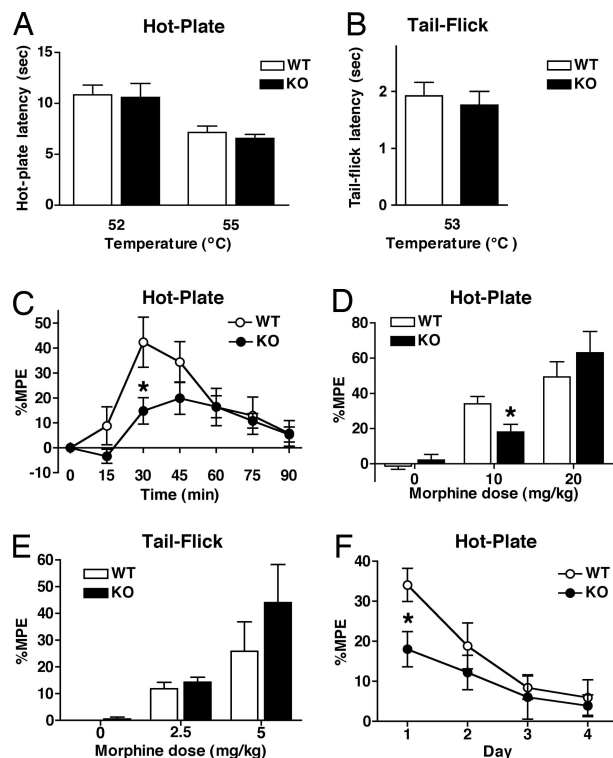 A
Hot-Plate
Hot-plate latency (sec)
15
10
5
WT
KO
52
55
Temperature (°C)
B
Tail-Flick
Tail-flick latency (sec)
2
1
0
WT
KO
53
Temperature (°C )
C
Hot-Plate
%MPE
50
40
30
20
10
0
-10
WT
KO
*
0 15 30 45 60 75 90
Time (min)
D
Hot-Plate
%MPE
80
60
40
20
0
WT
KO
*
0 10 20
Morphine dose (mg/kg)
E
Tail-Flick
%MPE
60
50
40
30
20
10
0
WT
KO
0 2.5 5
Morphine dose (mg/kg)
F
Hot-Plate
%MPE
40
30
20
10
0
WT
KO
*
1 2 3 4
Day